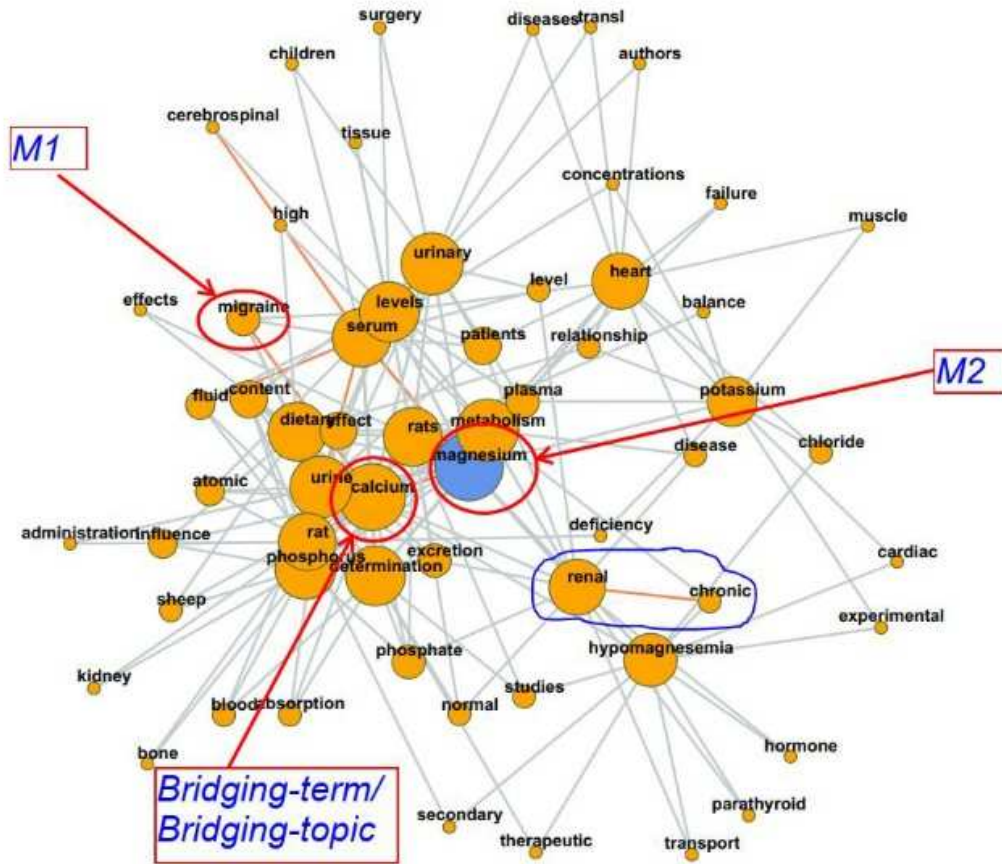 surgery
diseases
transl
children
authors
cerebrospinal
tissue
M1
concentrations
failure
high
muscle
urinary
heart
level
effects
migraine
levels
balance
serum
patients
relationship
M2
fluid
content
plasma
potassium
dietary
effect
rats
metabolism
disease
chloride
magnesium
urine
calcium
atomic
administration
influence
rat
deficiency
phosphorus
determination
excretion
renal
cardiac
chronic
sheep
experimental
phosphate
hypomagnesemia
kidney
studies
blood
absorption
normal
bone
hormone
Bridging-term/
Bridging-topic
secondary
parathyroid
therapeutic
transport